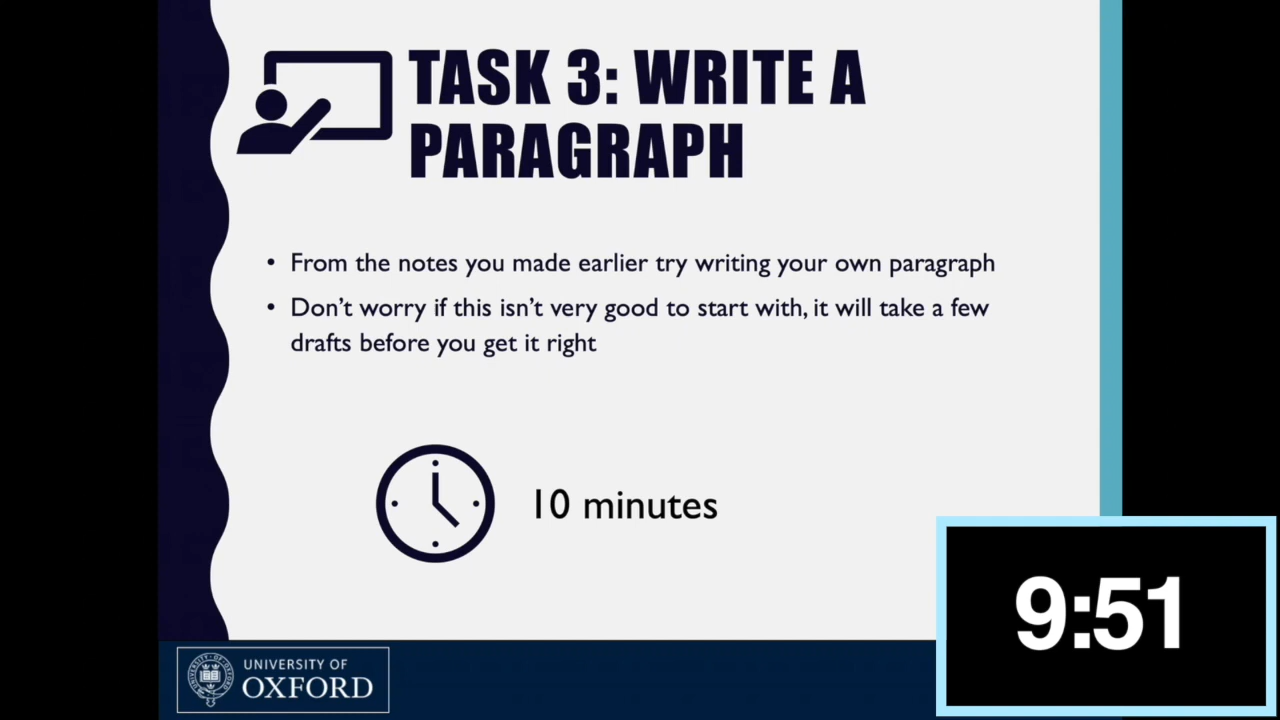 TASK 3: WRITE A
PARAGRAPH
• From the notes you made earlier try writing your own paragraph
• Don't worry if this isn't very good to start with, it will take a few
drafts before you get it right
10 minutes
9:51
UNIVERSITY OF
OXFORD